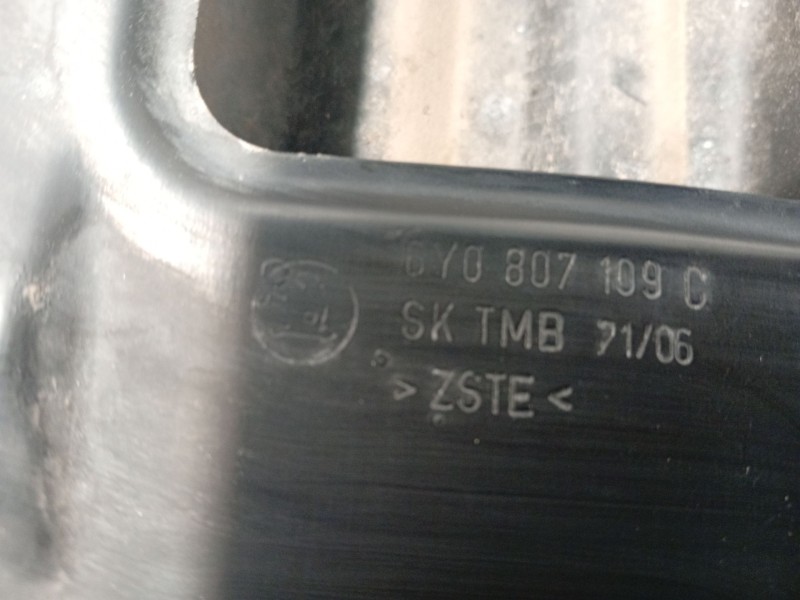 6Y0 807 109 C
SK TMB 71/06
> ZSTE <